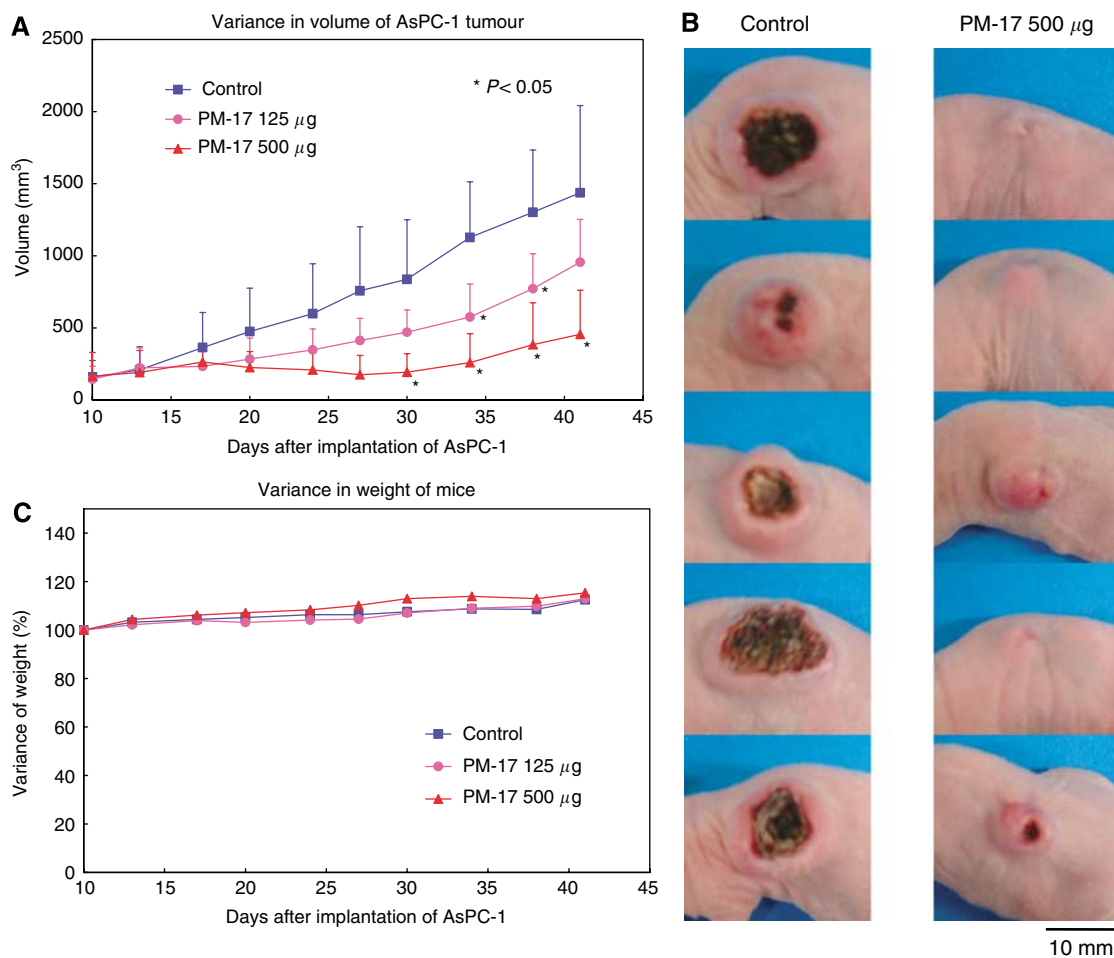 A
Variance in volume of AsPC-1 tumour
2500
2000
1500
1000
500
0
Volume (mm³)
Control
PM-17 125 μg
PM-17 500 μg
* P< 0.05
*
*
*
*
*
*
10 15 20 25 30 35 40 45
Days after implantation of AsPC-1
B
Control PM-17 500 μg
10 mm
C
Variance in weight of mice
140
120
100
80
60
40
20
0
Variance of weight (%)
Control
PM-17 125 μg
PM-17 500 μg
10 15 20 25 30 35 40 45
Days after implantation of AsPC-1